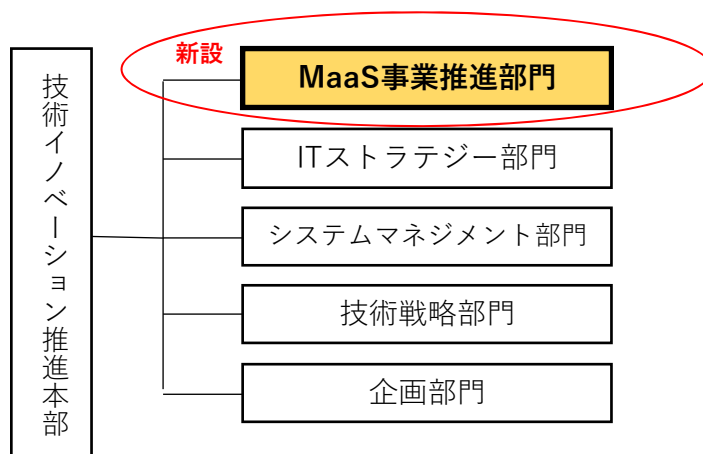 技術イノベーション推進本部
新設
MaaS事業推進部門
ITストラテジー部門
システムマネジメント部門
技術戦略部門
企画部門